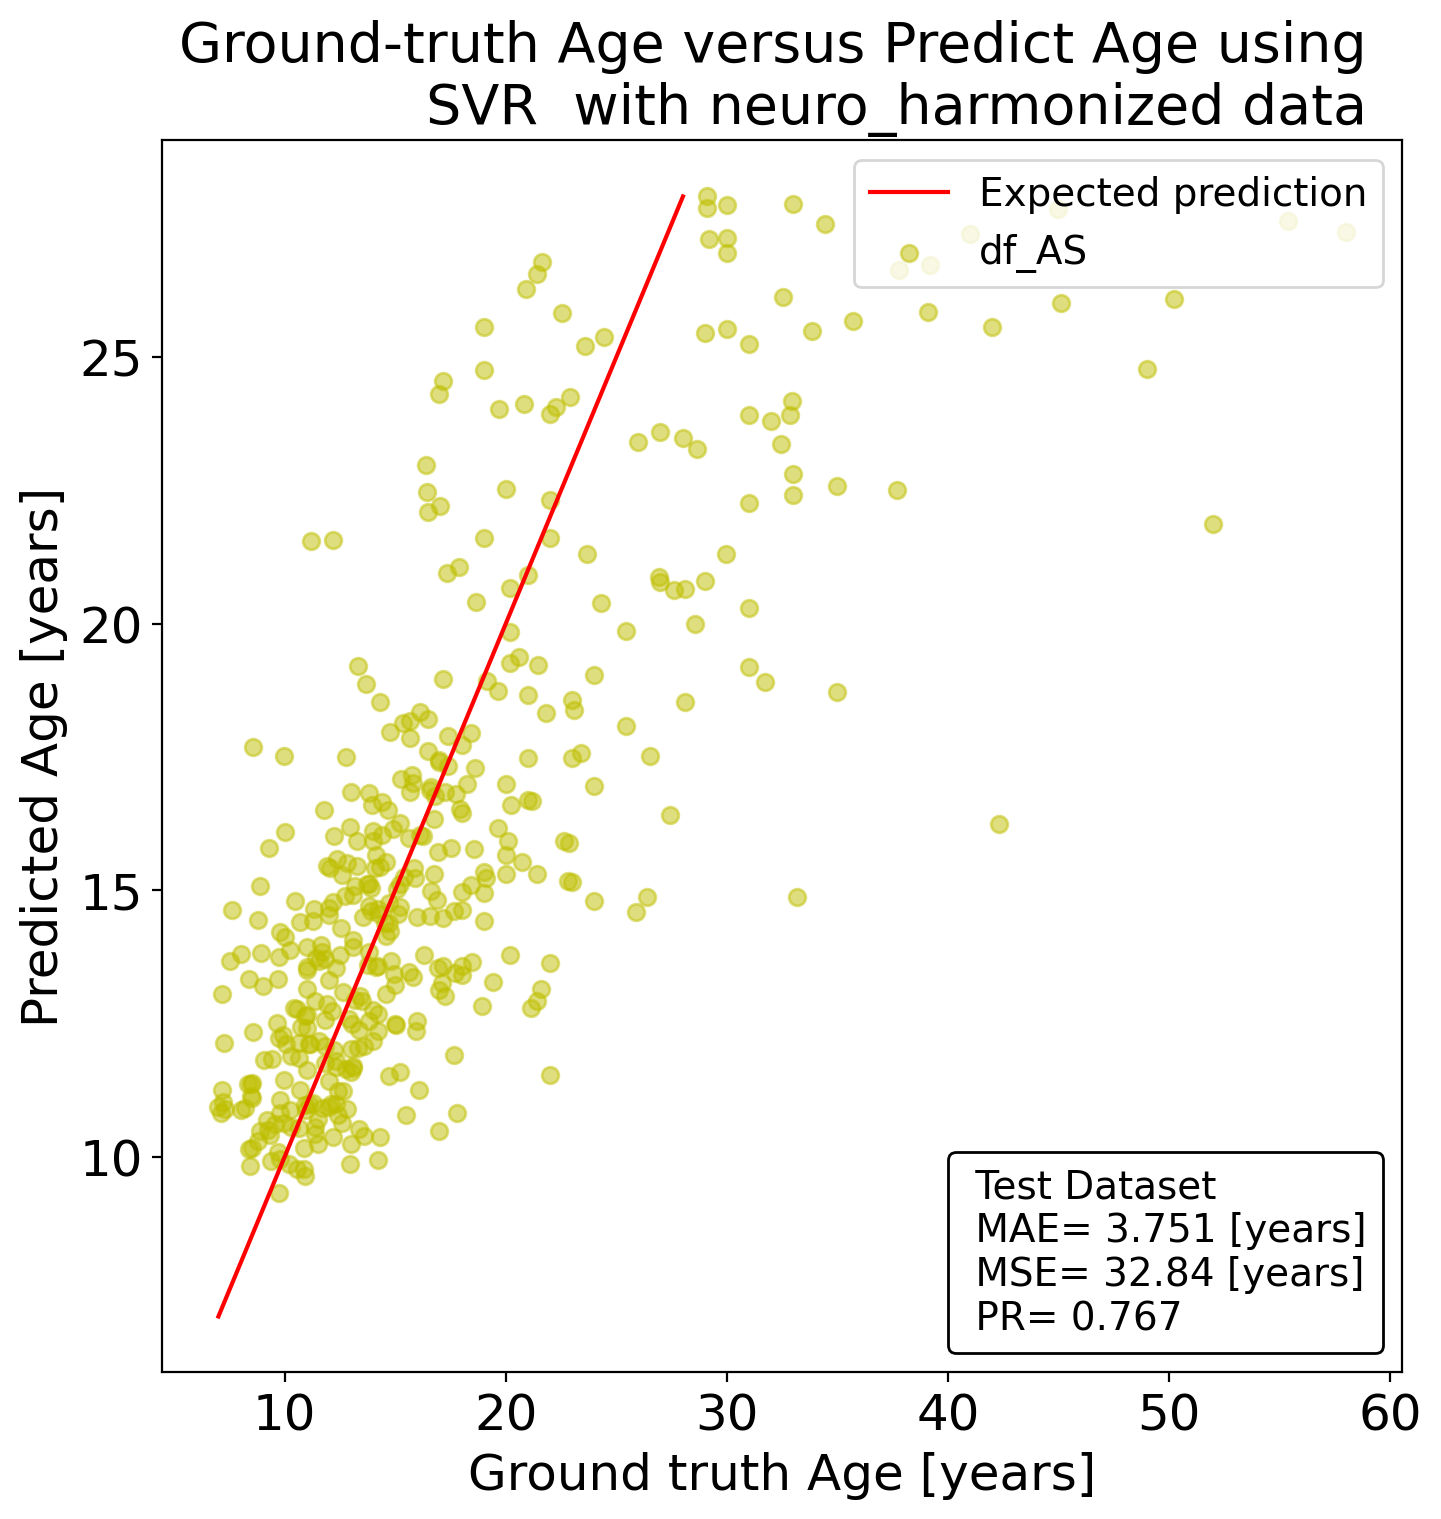 Ground-truth Age versus Predict Age using
SVR  with neuro_harmonized data
Expected prediction
df_AS
Predicted Age [years]
25
20
15
10
Test Dataset
MAE= 3.751 [years]
MSE= 32.84 [years]
PR= 0.767
10 20 30 40 50 60
Ground truth Age [years]